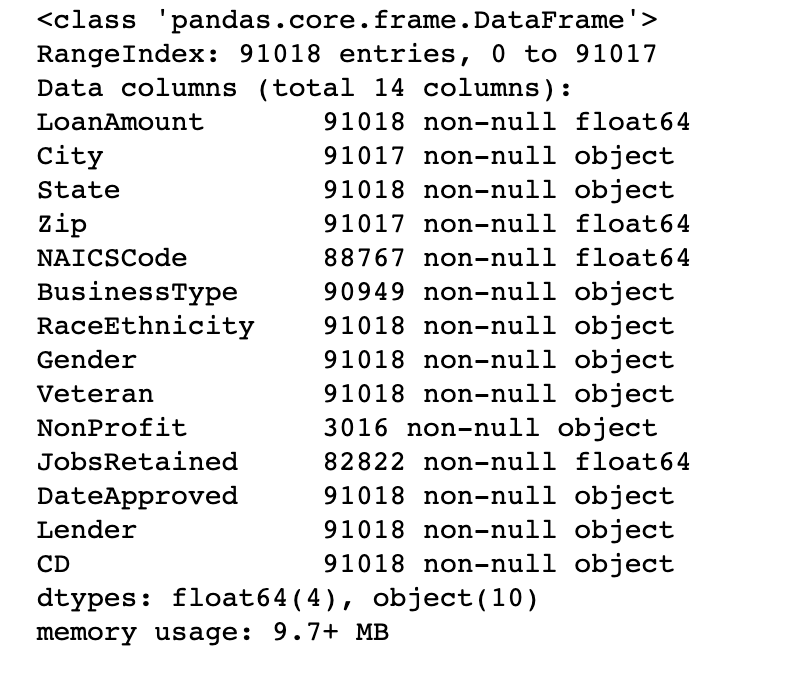 <class 'pandas.core.frame.DataFrame'>
RangeIndex: 91018 entries, 0 to 91017
Data columns (total 14 columns):
LoanAmount       91018 non-null float64
City             91017 non-null object
State            91018 non-null object
Zip              91017 non-null float64
NAICSCode        88767 non-null float64
BusinessType     90949 non-null object
RaceEthnicity    91018 non-null object
Gender           91018 non-null object
Veteran          91018 non-null object
NonProfit        3016 non-null object
JobsRetained     82822 non-null float64
DateApproved     91018 non-null object
Lender           91018 non-null object
CD               91018 non-null object
dtypes: float64(4), object(10)
memory usage: 9.7+ MB